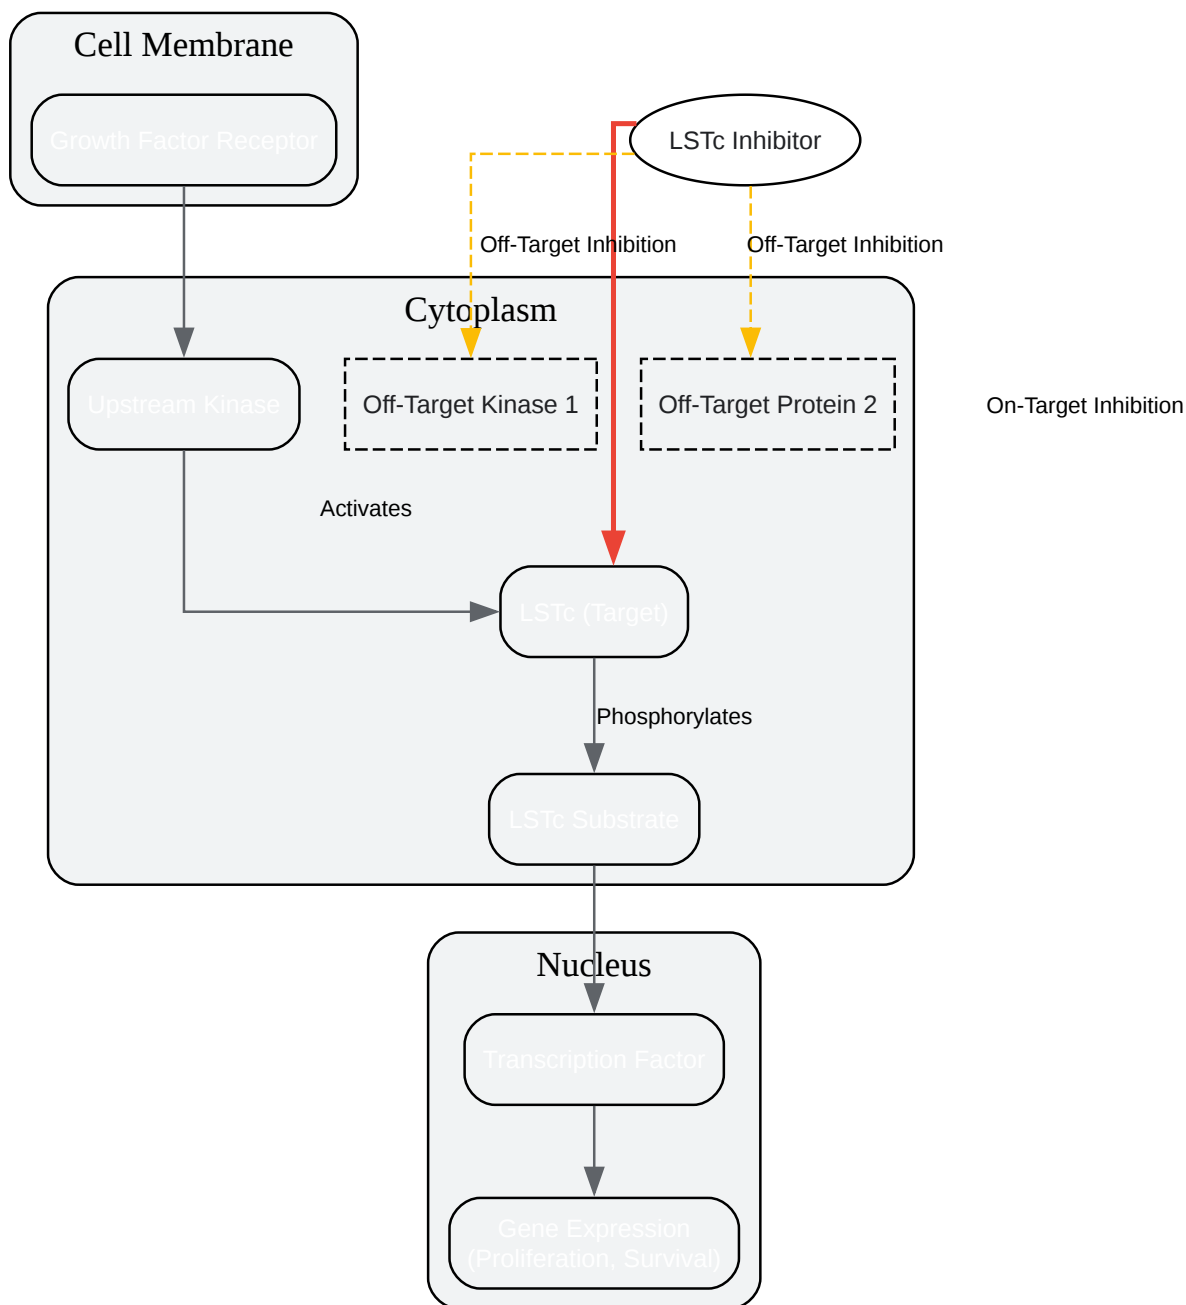 Cell Membrane
Growth Factor Receptor
LSTc Inhibitor
Off-Target Inhibition
Off-Target Inhibition
Cytoplasm
Upstream Kinase
Off-Target Kinase 1
Off-Target Protein 2
On-Target Inhibition
Activates
LSTc (Target)
Phosphorylates
LSTc Substrate
Nucleus
Transcription Factor
Gene Expression
(Proliferation, Survival)